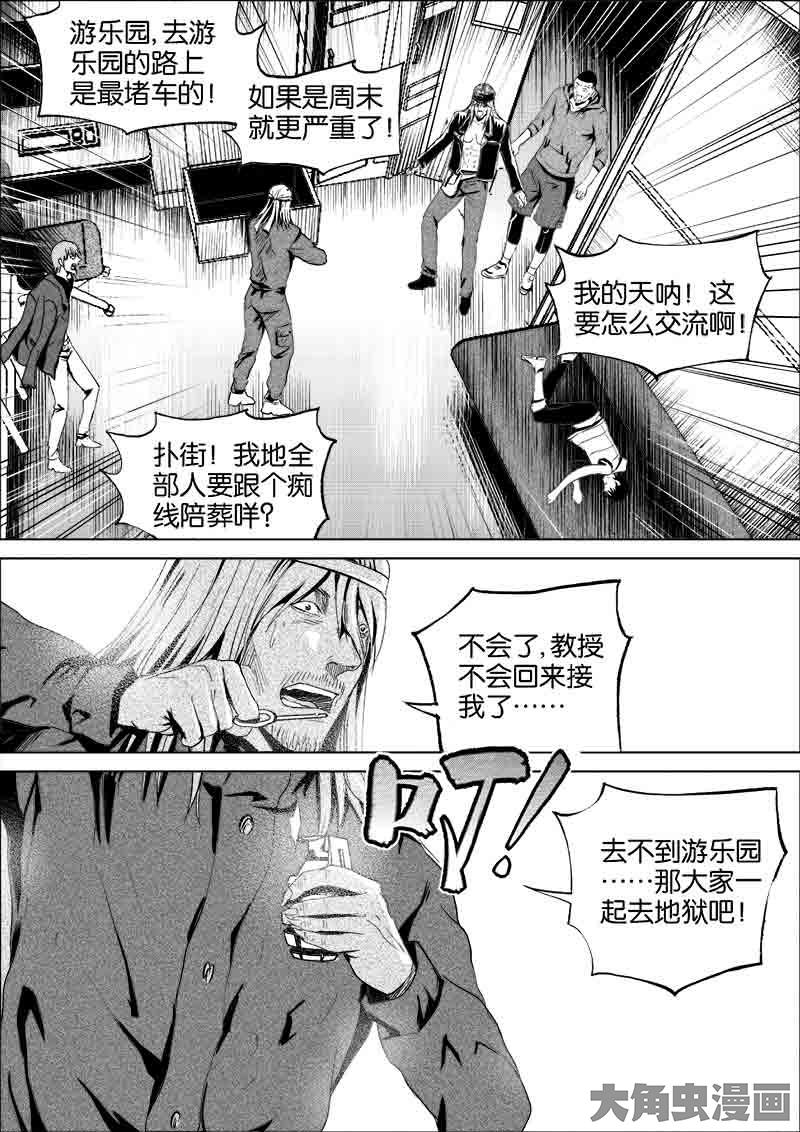 游乐园,去游
乐园的路上
是最堵车的!
如果是周末
就更严重了!
我的天呐!这
要怎么交流啊!
扑街!我地全
部人要跟个痴
线陪葬咩?
不会了,教授
不会回来接
我了……
叮!
去不到游乐园
……那大家一
起去地狱吧!
大角虫漫画